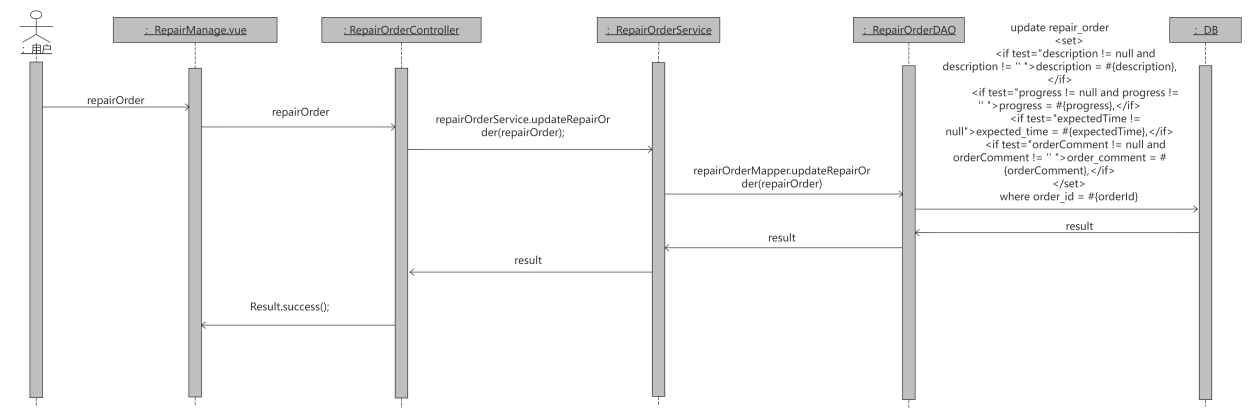 : 用户
: RepairManage.vue
: RepairOrderController
: RepairOrderService
: RepairOrderDAO
: DB
repairOrder
repairOrder
repairOrderService.updateRepairOr
der(repairOrder);
repairOrderMapper.updateRepairOr
der(repairOrder)
update repair_order
<set>
<if test="description != null and
description != '' ">description = #{description},
</if>
<if test="progress != null and progress !=
'' ">progress = #{progress},</if>
<if test="expectedTime !=
null">expected_time = #{expectedTime},</if>
<if test="orderComment != null and
orderComment != '' ">order_comment = #
{orderComment},</if>
</set>
where order_id = #{orderId}
result
result
result
Result.success();